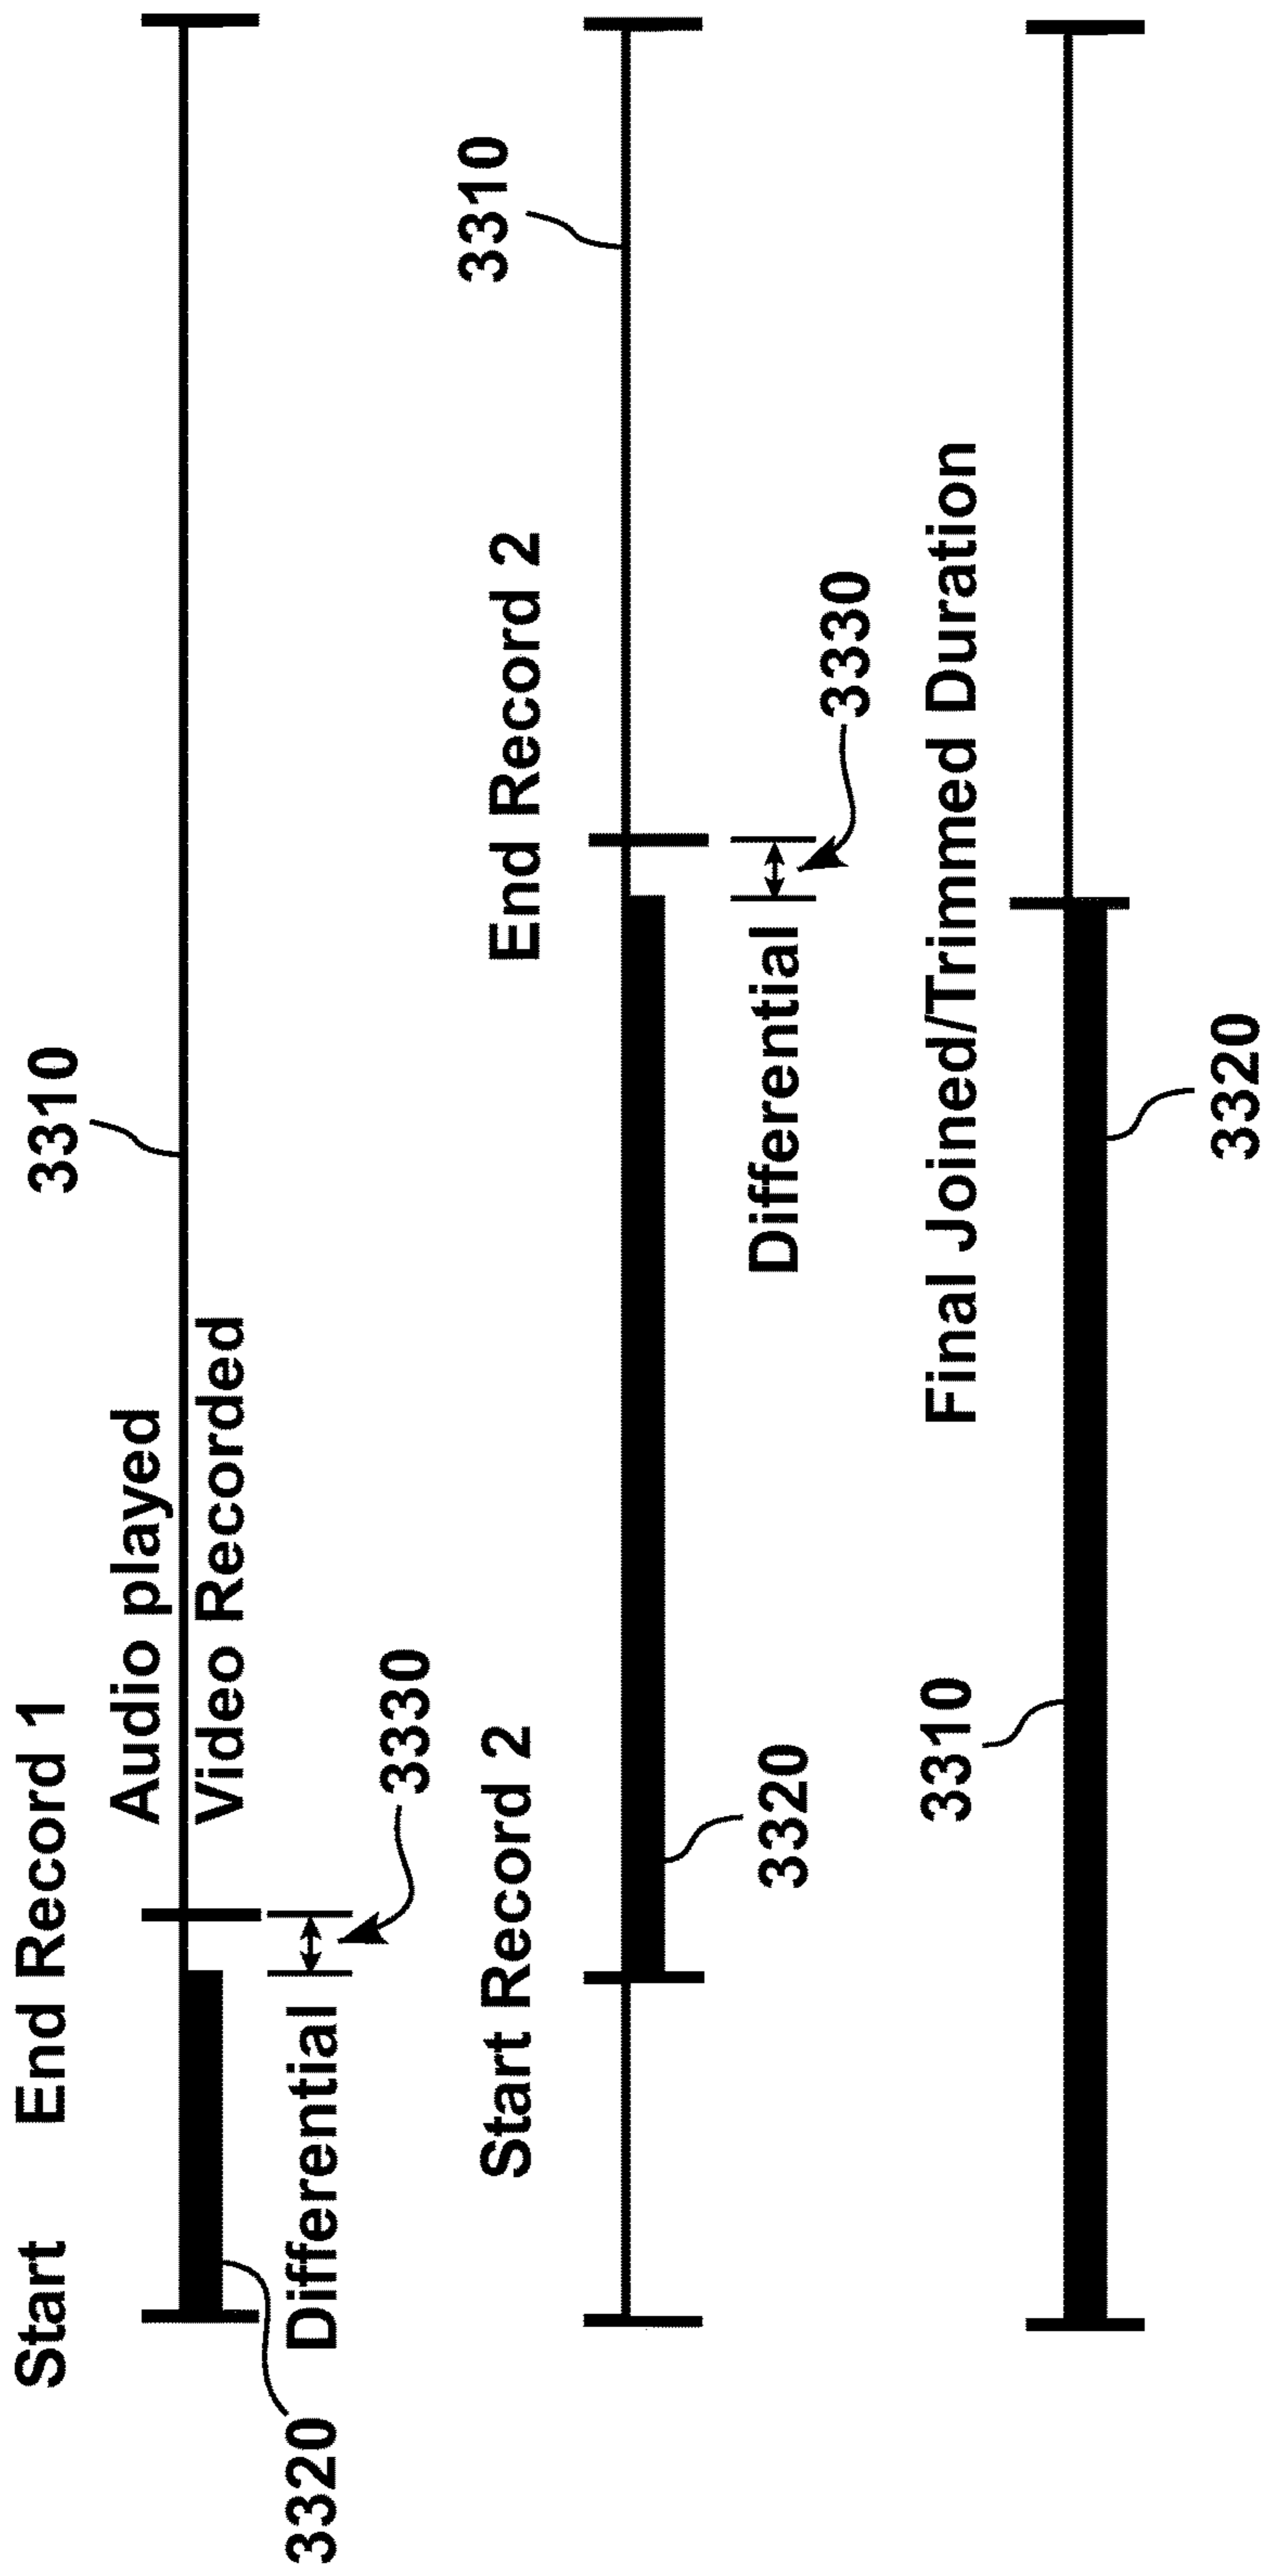 Start
End Record 1
3310
Audio played
Video Recorded
3320
Differential
3330
Start Record 2
End Record 2
3310
3320
Differential
3330
Final Joined/Trimmed Duration
3310
3320